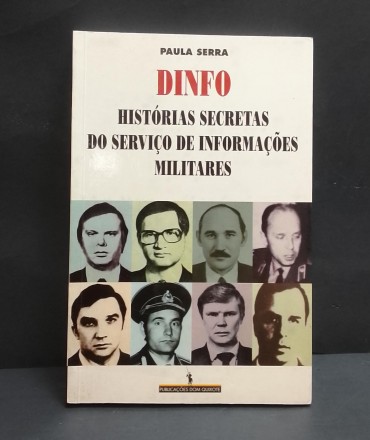 PAULA SERRA
DINFO
HISTÓRIAS SECRETAS
DO SERVIÇO DE INFORMAÇÕES
MILITARES
PUBLICAÇÕES DOM QUIXOTE